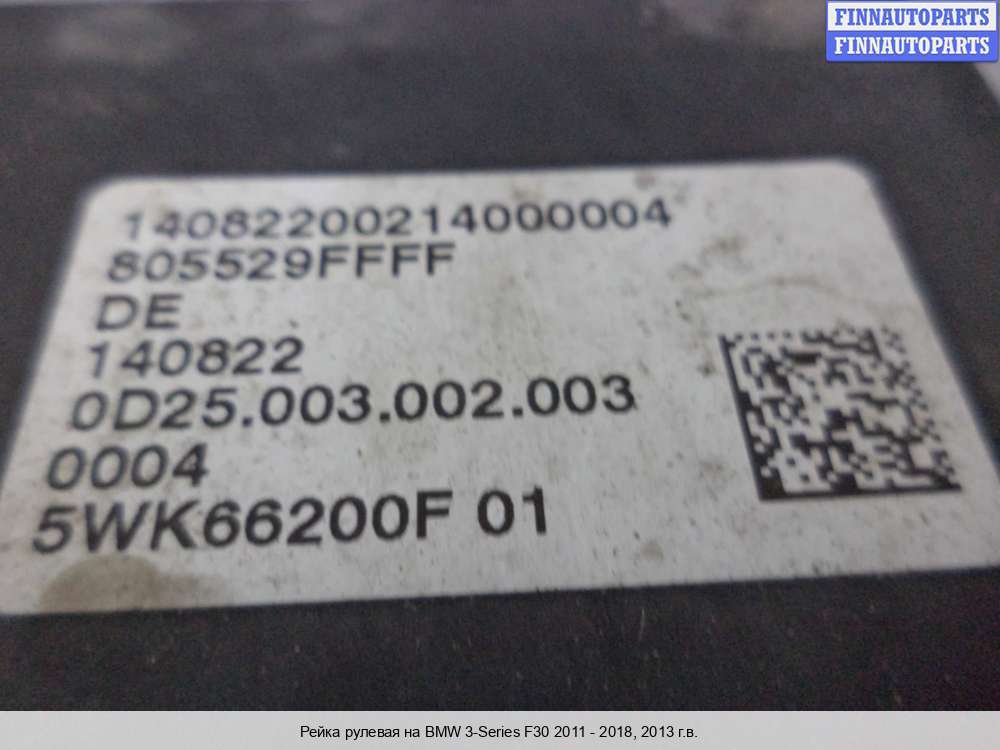 FINNAUTOPARTS
FINNAUTOPARTS
14082200214000004
805529FFFF
DE
140822
0D25.003.002.003
0004
5WK66200F 01
Рейка рулевая на BMW 3-Series F30 2011 - 2018, 2013 г.в.